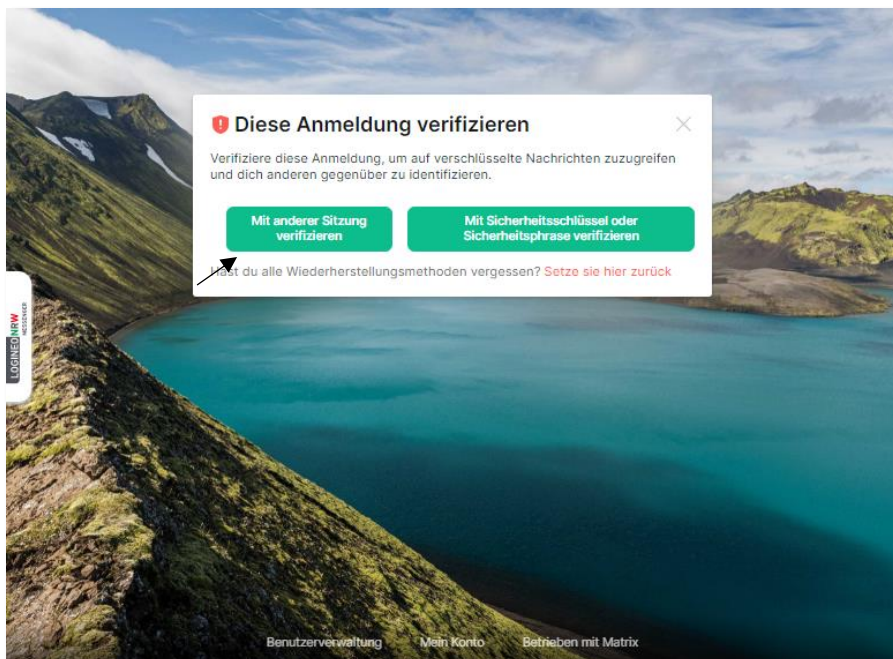 Diese Anmeldung verifizieren
Verifiziere diese Anmeldung, um auf verschlüsselte Nachrichten zuzugreifen
und dich anderen gegenüber zu identifizieren.
Mit anderer Sitzung
verifizieren
Mit Sicherheitsschlüssel oder
Sicherheitsphrase verifizieren
Hast du alle Wiederherstellungsmethoden vergessen? Setze sie hier zurück
LOGINEO NRW
MESSENGER
Benutzerverwaltung Mein Konto Betrieben mit Matrix